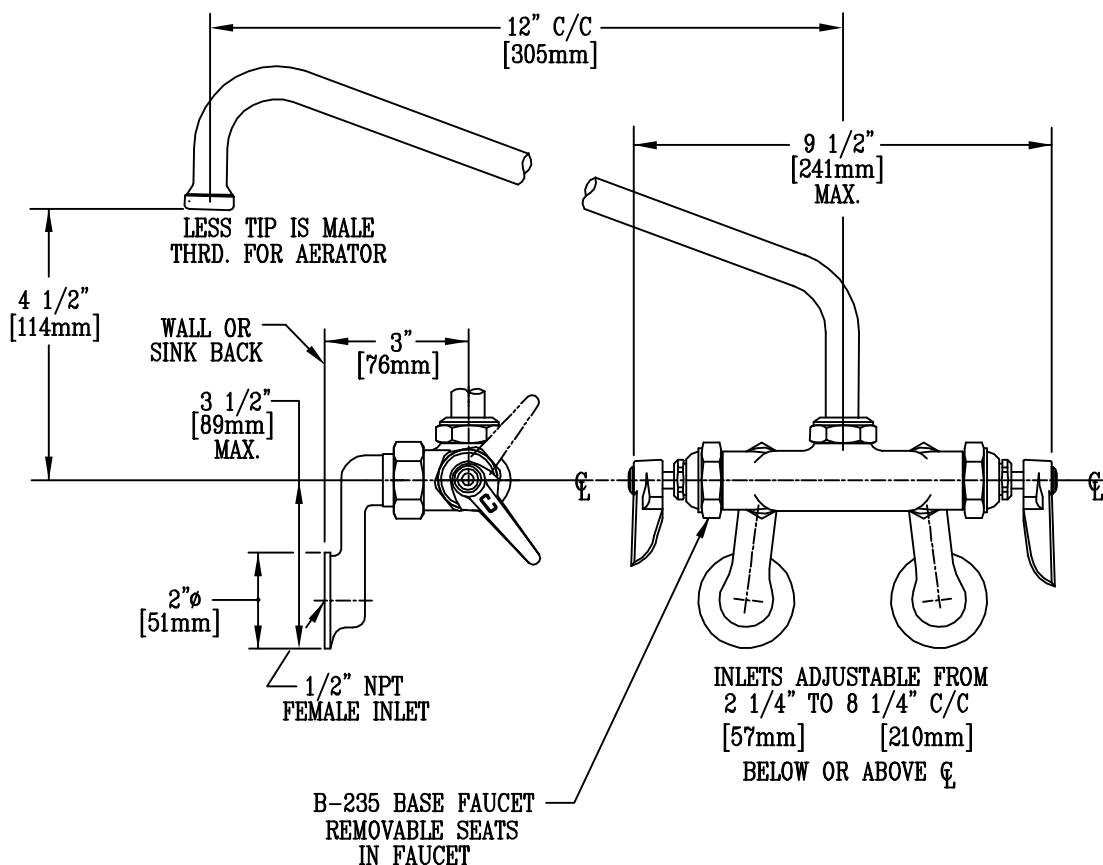 12" C/C
[305mm]
9 1/2"
[241mm]
MAX.
LESS TIP IS MALE
THRD. FOR AERATOR
4 1/2"
[114mm]
WALL OR
SINK BACK
3"
[76mm]
3 1/2"
[89mm]
MAX.
C
℄ ℄
2"ø
[51mm]
1/2" NPT
FEMALE INLET
INLETS ADJUSTABLE FROM
2 1/4" TO 8 1/4" C/C
[57mm] [210mm]
BELOW OR ABOVE ℄
B-235 BASE FAUCET
REMOVABLE SEATS
IN FAUCET